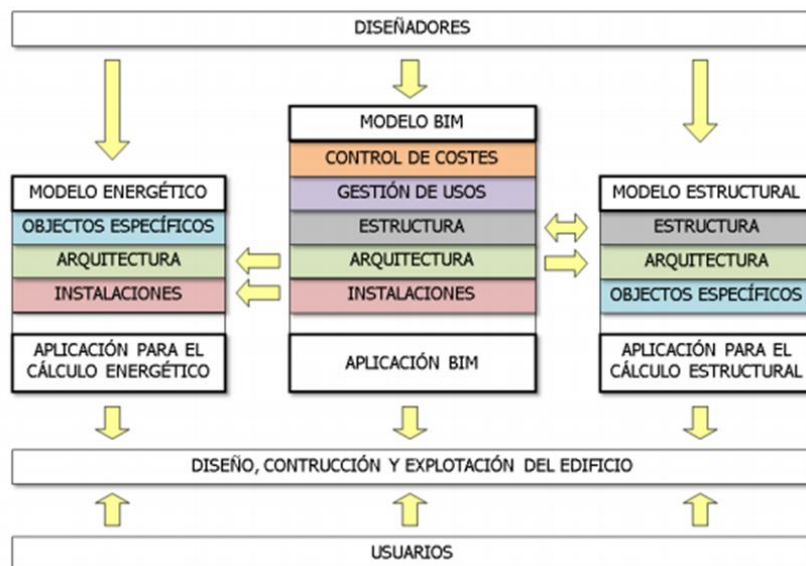 DISEÑADORES
MODELO BIM
CONTROL DE COSTES
GESTIÓN DE USOS
ESTRUCTURA
ARQUITECTURA
INSTALACIONES
APLICACIÓN BIM
MODELO ENERGÉTICO
OBJECTOS ESPECÍFICOS
ARQUITECTURA
INSTALACIONES
APLICACIÓN PARA EL
CÁLCULO ENERGÉTICO
MODELO ESTRUCTURAL
ESTRUCTURA
ARQUITECTURA
OBJECTOS ESPECÍFICOS
APLICACIÓN PARA EL
CÁLCULO ESTRUCTURAL
DISEÑO, CONTRUCCIÓN Y EXPLOTACIÓN DEL EDIFICIO
USUARIOS